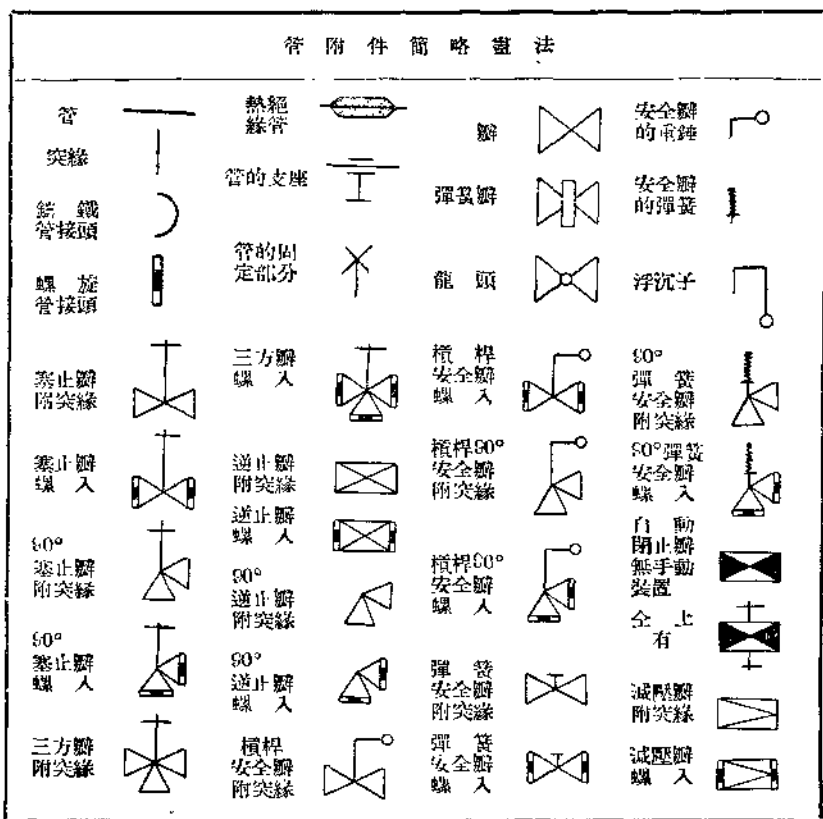 管附件簡略畫法
管
突緣
鑄鐵
管接頭
螺旋
管接頭
塞止瓣
附突緣
塞止瓣
螺入
90°
塞止瓣
附突緣
90°
塞止瓣
螺入
三方瓣
附突緣
熱絕
緣管
管的支座
管的固
定部分
三方瓣
螺入
逆止瓣
附突緣
逆止瓣
螺入
90°
逆止瓣
附突緣
90°
逆止瓣
螺入
槓桿
安全瓣
附突緣
瓣
彈簧瓣
龍頭
槓桿
安全瓣
螺入
槓桿90°
安全瓣
附突緣
槓桿90°
安全瓣
螺入
彈簧
安全瓣
附突緣
彈簧
安全瓣
螺入
安全瓣
的重錘
安全瓣
的彈簧
浮沉子
90°
彈簧
安全瓣
附突緣
90°彈簧
安全瓣
螺入
自動
閉止瓣
無手動
裝置
仝上
有
減壓瓣
附突緣
減壓瓣
螺入